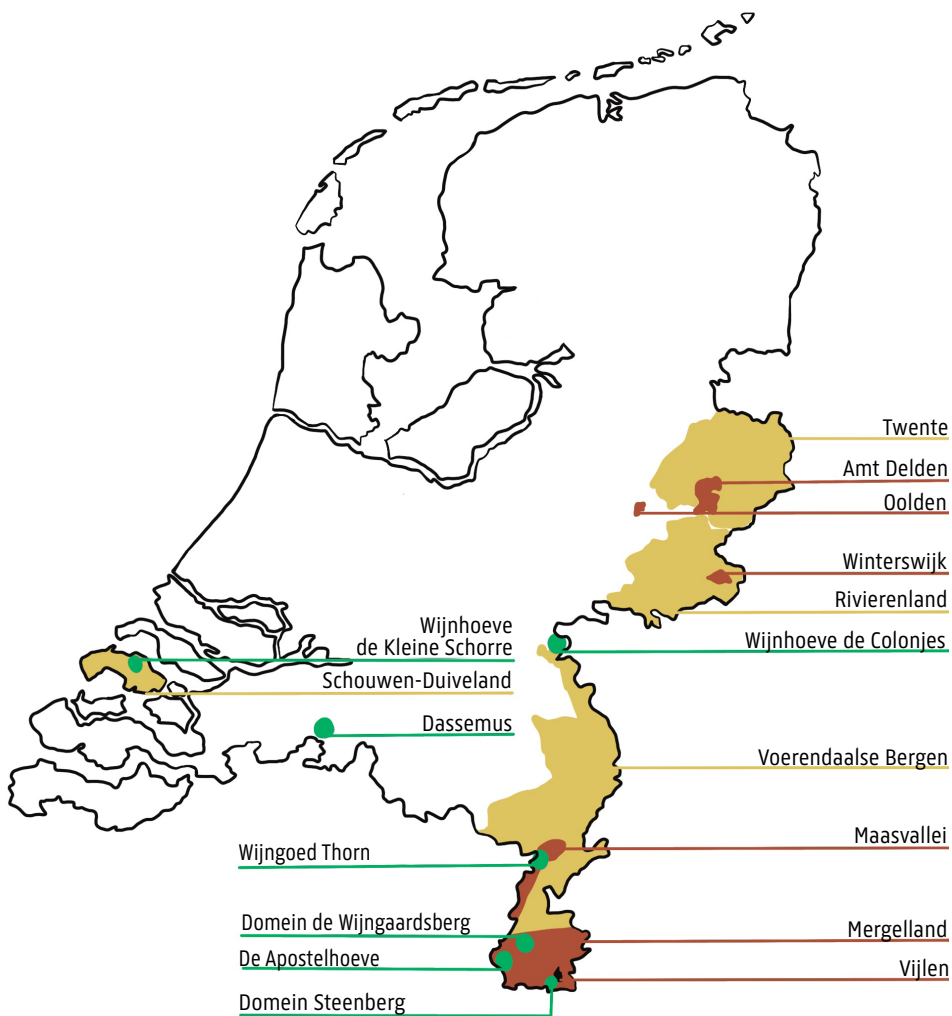 Twente
Amt Delden
Oolden
Winterswijk
Rivierenland
Wijnhoeve
de Kleine Schorre
Wijnhoeve de Colonjes
Schouwen-Duiveland
Dassemus
Voerendaalse Bergen
Maasvallei
Wijngoed Thorn
Domein de Wijngaardsberg
Mergelland
De Apostelhoeve
Vijlen
Domein Steenberg